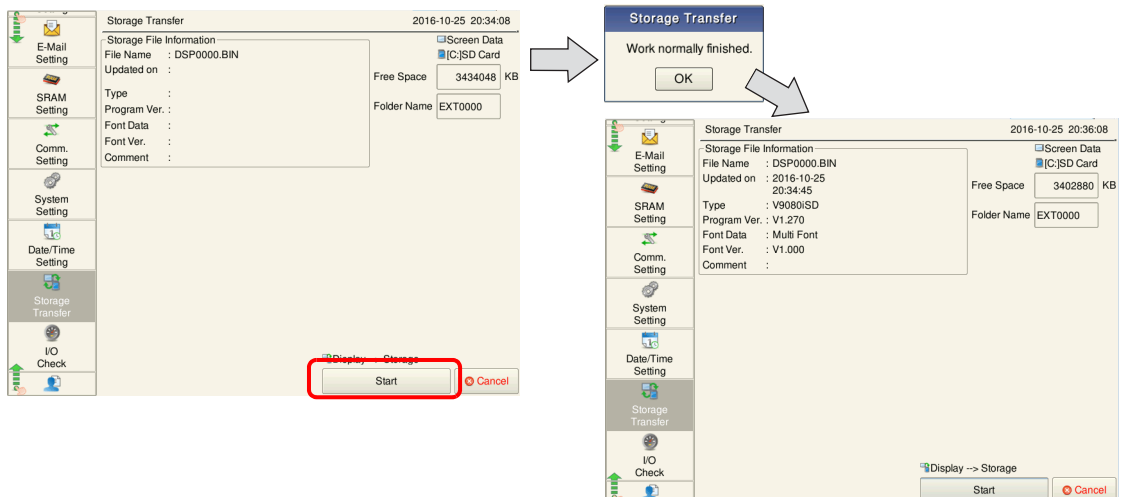 Storage Transfer 2016-10-25 20:34:08
E-Mail
Setting
SRAM
Setting
Comm.
Setting
System
Setting
Date/Time
Setting
Storage
Transfer
I/O
Check
Storage File Information
File Name : DSP0000.BIN
Updated on :
Type :
Program Ver. :
Font Data :
Font Ver. :
Comment :
Screen Data
[C:]SD Card
Free Space 3434048 KB
Folder Name EXT0000
Display --> Storage
Start Cancel
Storage Transfer
Work normally finished.
OK
Storage Transfer 2016-10-25 20:36:08
E-Mail
Setting
SRAM
Setting
Comm.
Setting
System
Setting
Date/Time
Setting
Storage
Transfer
I/O
Check
Storage File Information
File Name : DSP0000.BIN
Updated on : 2016-10-25
20:34:45
Type : V9080iSD
Program Ver. : V1.270
Font Data : Multi Font
Font Ver. : V1.000
Comment :
Screen Data
[C:]SD Card
Free Space 3402880 KB
Folder Name EXT0000
Display --> Storage
Start Cancel